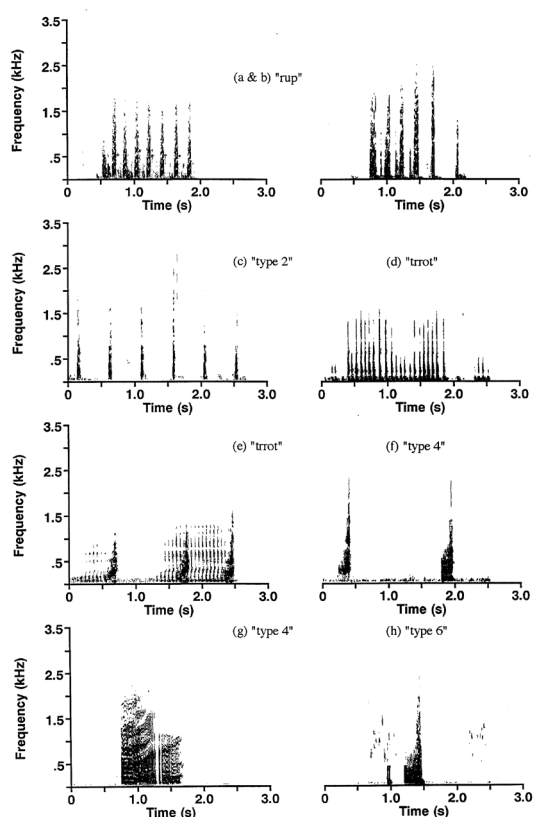 3.5
2.5
1.5
.5
Frequency (kHz)
(a & b) "rup"
0 1.0 2.0 3.0
Time (s)
0 1.0 2.0 3.0
Time (s)
3.5
2.5
1.5
.5
Frequency (kHz)
(c) "type 2"
(d) "trrot"
0 1.0 2.0 3.0
Time (s)
0 1.0 2.0 3.0
Time (s)
3.5
2.5
1.5
.5
Frequency (kHz)
(e) "trrot"
(f) "type 4"
0 1.0 2.0 3.0
Time (s)
0 1.0 2.0 3.0
Time (s)
3.5
2.5
1.5
.5
Frequency (kHz)
(g) "type 4"
(h) "type 6"
0 1.0 2.0 3.0
Time (s)
0 1.0 2.0 3.0
Time (s)